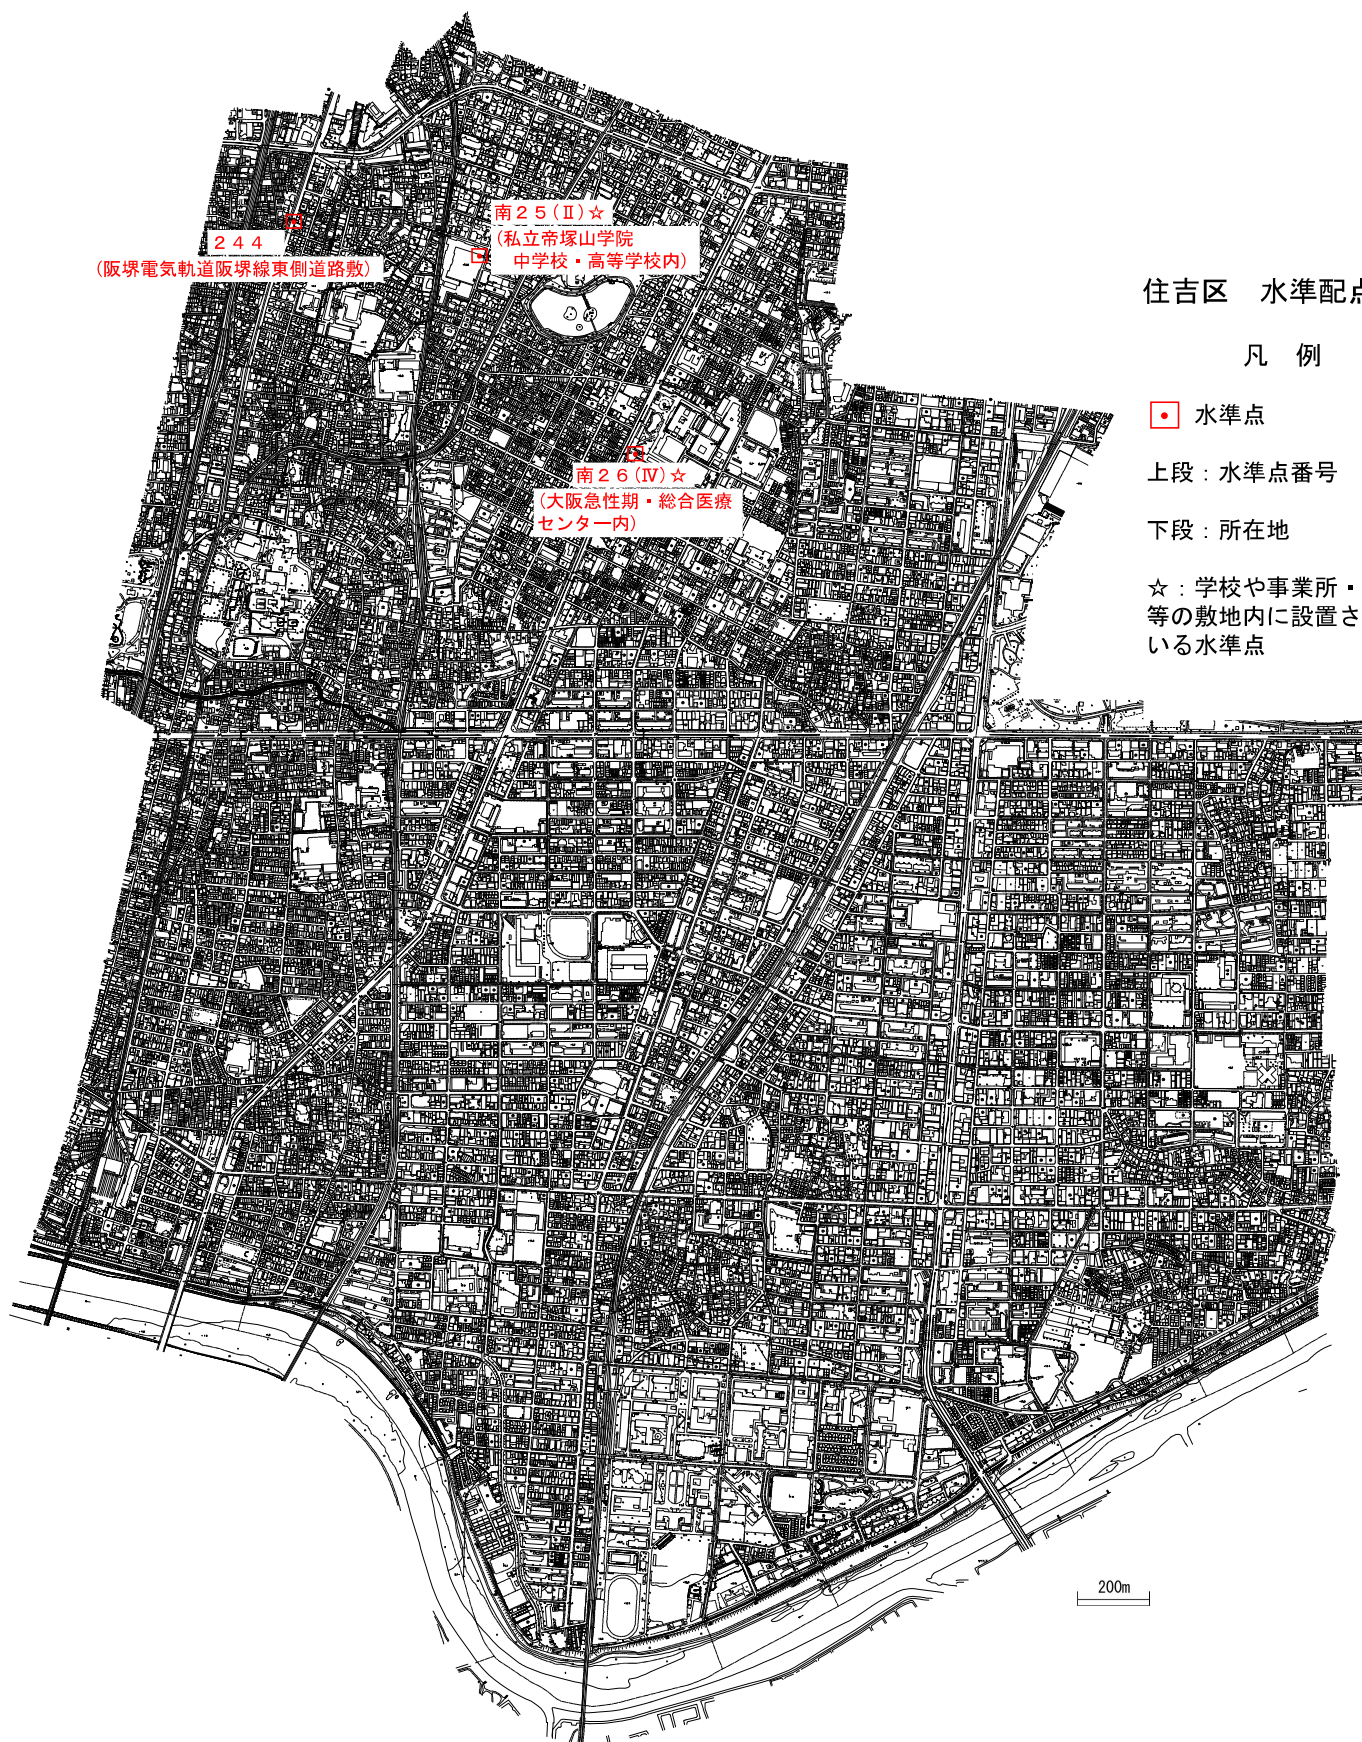 南２５(Ⅱ)☆
(私立帝塚山学院
中学校・高等学校内)
２４４
(阪堺電気軌道阪堺線東側道路敷)
南２６(Ⅳ)☆
(大阪急性期・総合医療
センター内)
住吉区　水準配点
凡　例
水準点
上段：水準点番号
下段：所在地
☆：学校や事業所・
等の敷地内に設置さ
いる水準点
200m